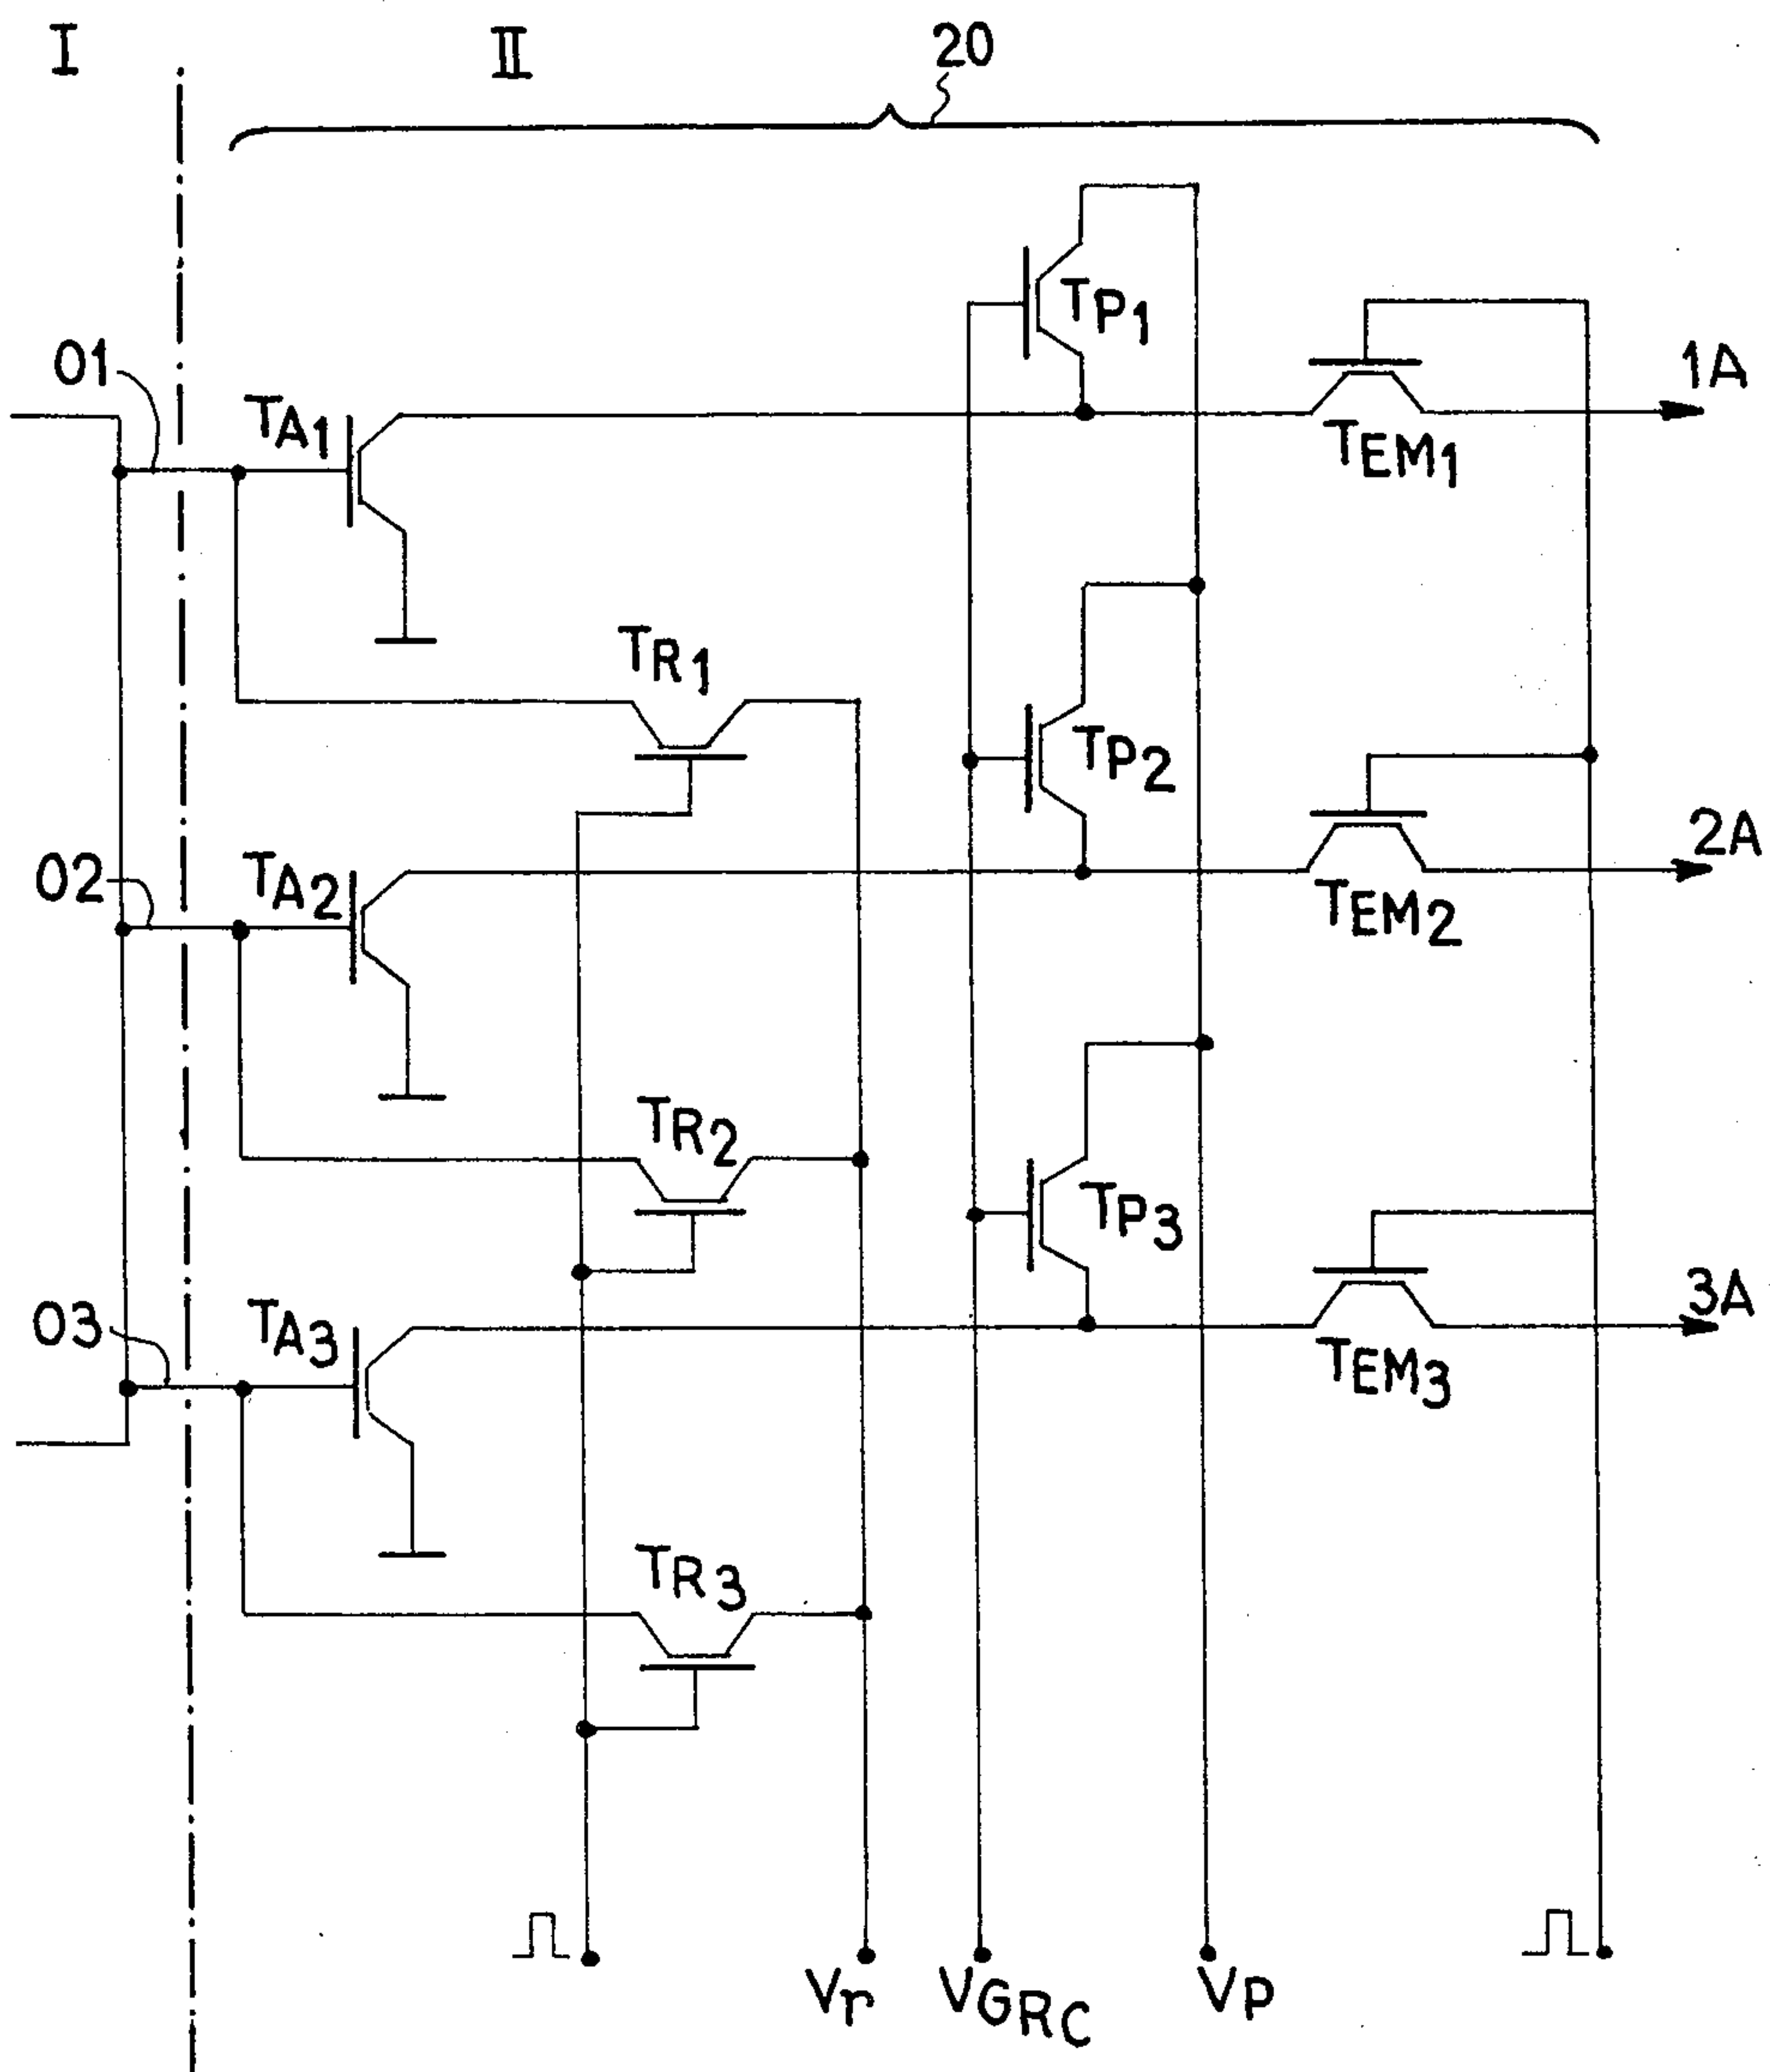 I
II
20
01
TA1
TP1
1A
TEM1
TR1
02
TA2
TP2
2A
TEM2
TR2
03
TA3
TP3
3A
TEM3
TR3
Vr
VGRC
VP